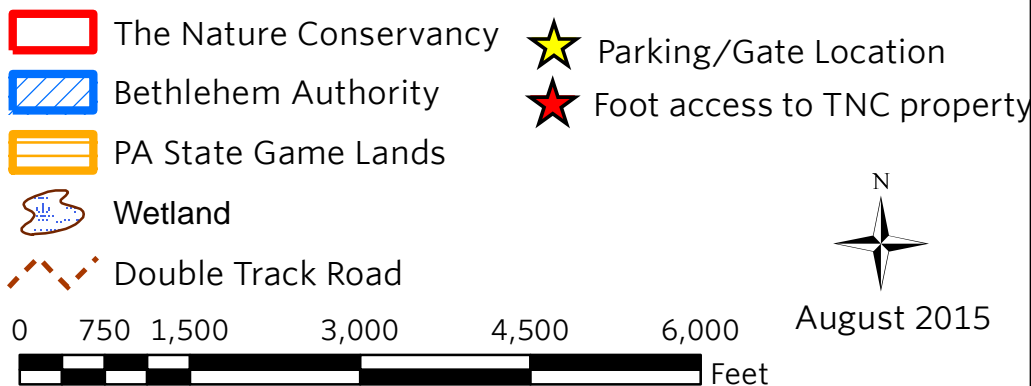 The Nature Conservancy
Bethlehem Authority
PA State Game Lands
Wetland
Double Track Road
Parking/Gate Location
Foot access to TNC property
N
August 2015
0 750 1,500 3,000 4,500 6,000
Feet